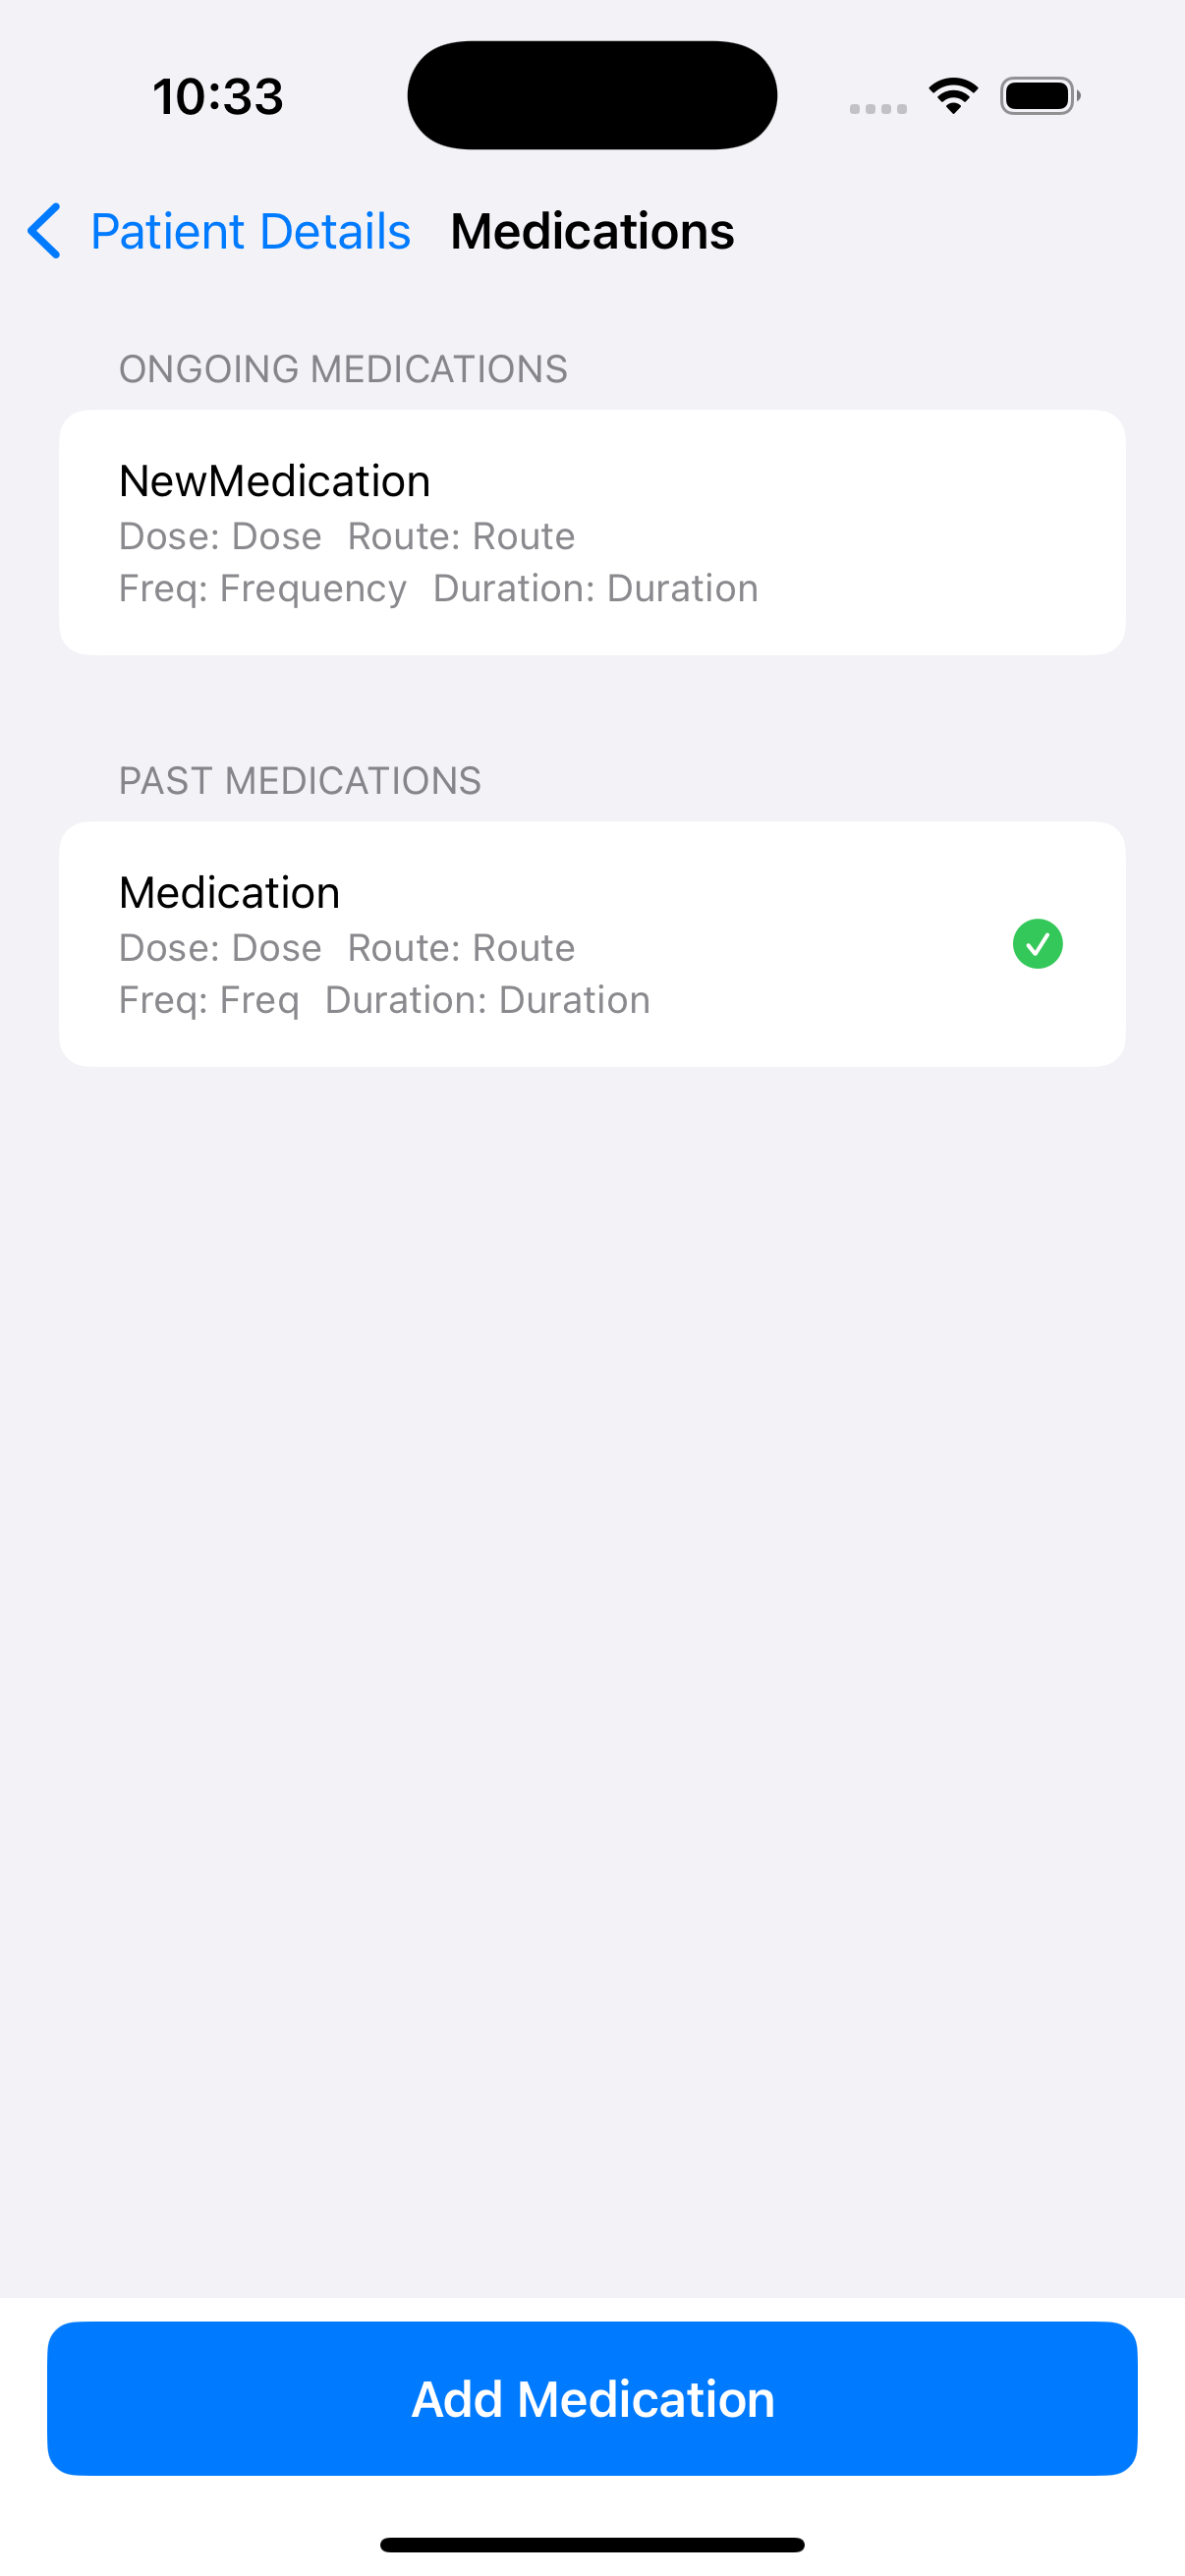 10:33
Patient Details Medications
ONGOING MEDICATIONS
NewMedication
Dose: Dose Route: Route
Freq: Frequency Duration: Duration
PAST MEDICATIONS
Medication
Dose: Dose Route: Route
Freq: Freq Duration: Duration
Add Medication